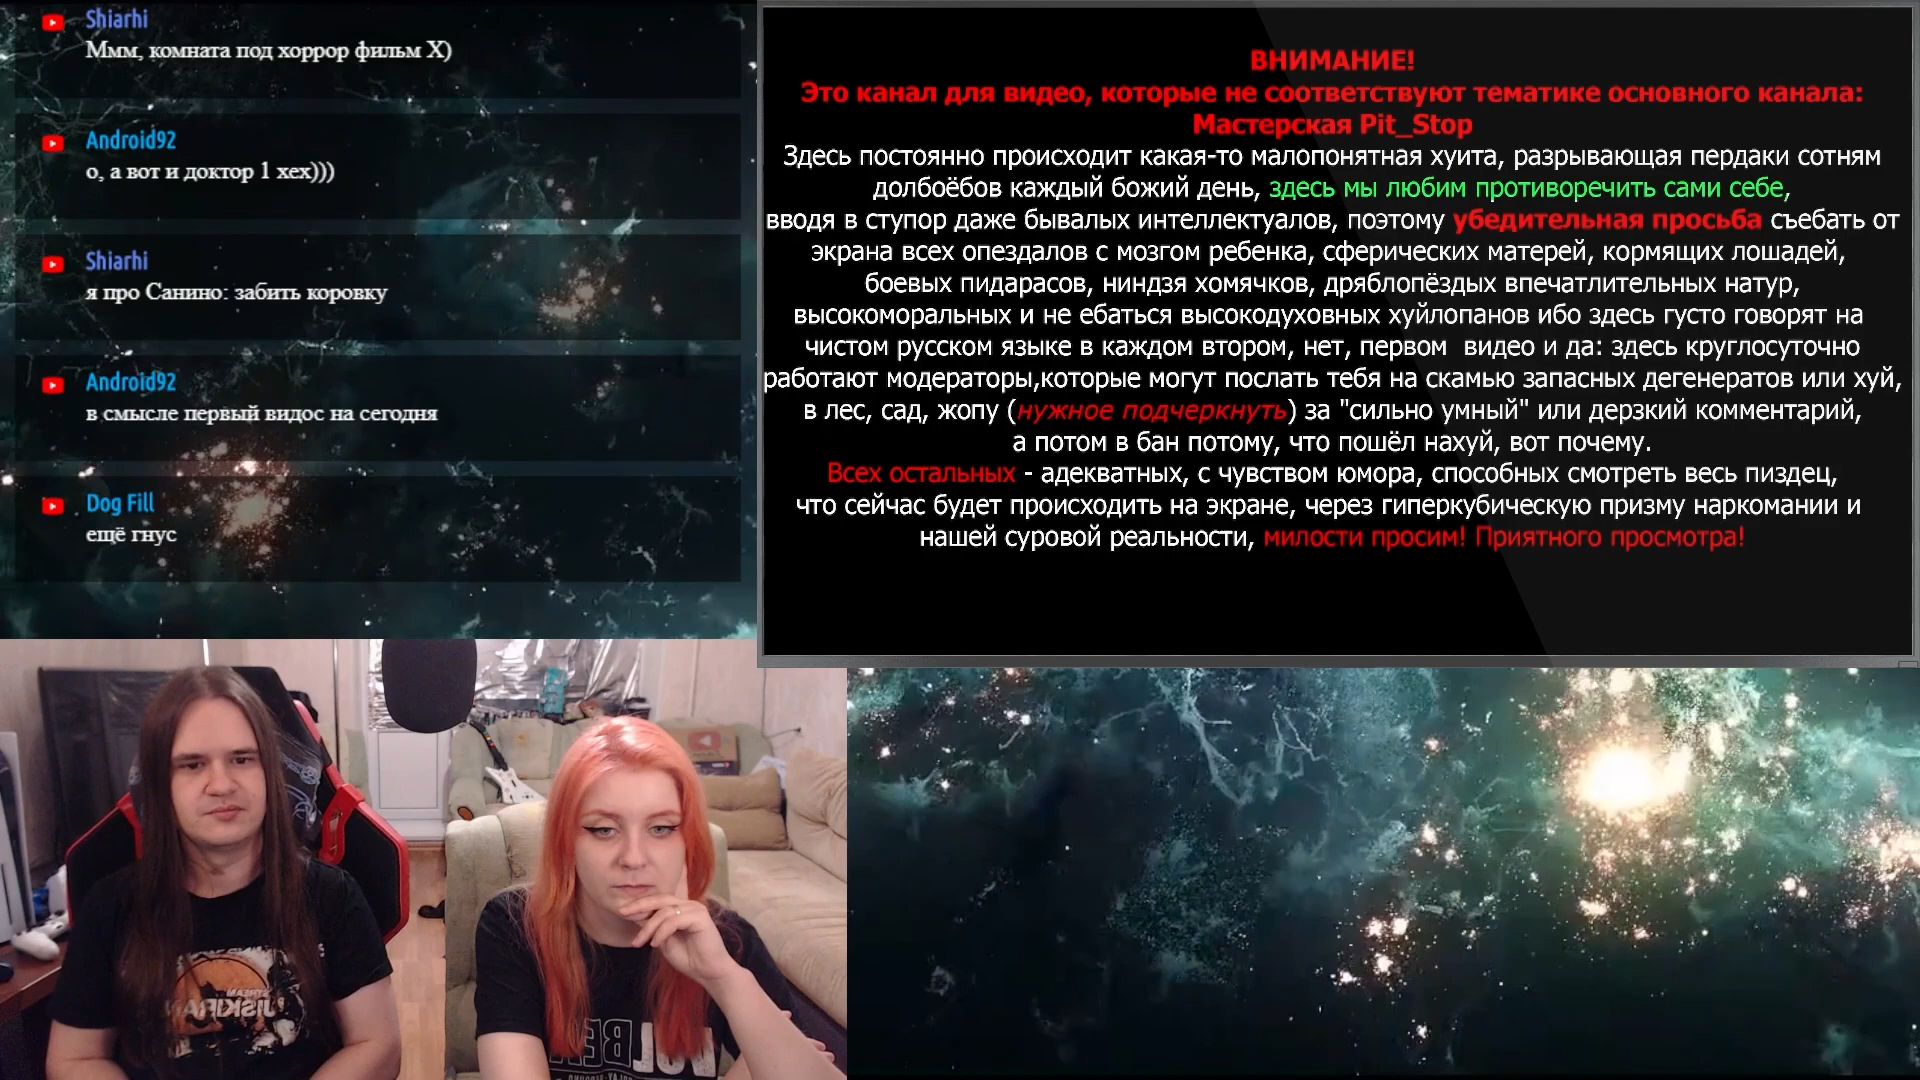 Shiarhi
Ммм, комната под хоррор фильм X)
Android92
о, а вот и доктор 1 хех)))
Shiarhi
я про Санино: забить коровку
Android92
в смысле первый видос на сегодня
Dog Fill
ещё гнус
ВНИМАНИЕ!
Это канал для видео, которые не соответствуют тематике основного канала:
Мастерская Pit_Stop
Здесь постоянно происходит какая-то малопонятная хуита, разрывающая пердаки сотням
долбоёбов каждый божий день, здесь мы любим противоречить сами себе,
вводя в ступор даже бывалых интеллектуалов, поэтому убедительная просьба съебать от
экрана всех опездалов с мозгом ребенка, сферических матерей, кормящих лошадей,
боевых пидарасов, ниндзя хомячков, дряблопёздых впечатлительных натур,
высокоморальных и не ебаться высокодуховных хуйлопанов ибо здесь густо говорят на
чистом русском языке в каждом втором, нет, первом  видео и да: здесь круглосуточно
работают модераторы,которые могут послать тебя на скамью запасных дегенератов или хуй,
в лес, сад, жопу (нужное подчеркнуть) за "сильно умный" или дерзкий комментарий,
а потом в бан потому, что пошёл нахуй, вот почему.
Всех остальных - адекватных, с чувством юмора, способных смотреть весь пиздец,
что сейчас будет происходить на экране, через гиперкубическую призму наркомании и
нашей суровой реальности, милости просим! Приятного просмотра!